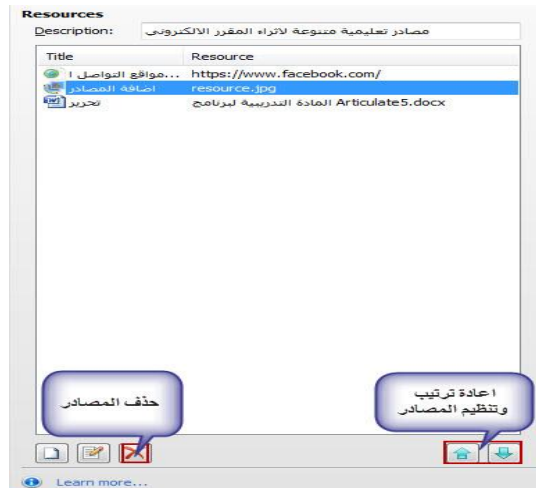 Resources
Description: مصادر تعليمية متنوعة لاثراء المقرر الالكتروني
Title Resource
مواقع التواصل ا... https://www.facebook.com/
اضافة المصادر resource.jpg
تحرير المادة التدريبية لبرنامج Articulate5.docx
حذف المصادر
اعادة ترتيب
وتنظيم المصادر
Learn more...